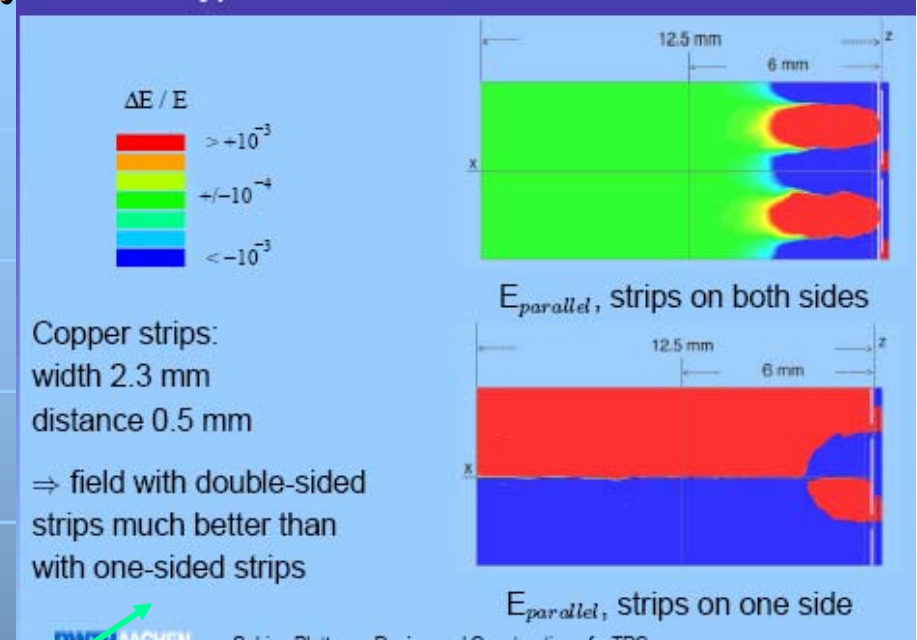 ΔE / E
> +10⁻³
+/−10⁻⁴
< −10⁻³
Copper strips:
width 2.3 mm
distance 0.5 mm
⇒ field with double-sided
strips much better than
with one-sided strips
12.5 mm
z
6 mm
x
E_parallel, strips on both sides
12.5 mm
z
6 mm
x
E_parallel, strips on one side
AACHEN